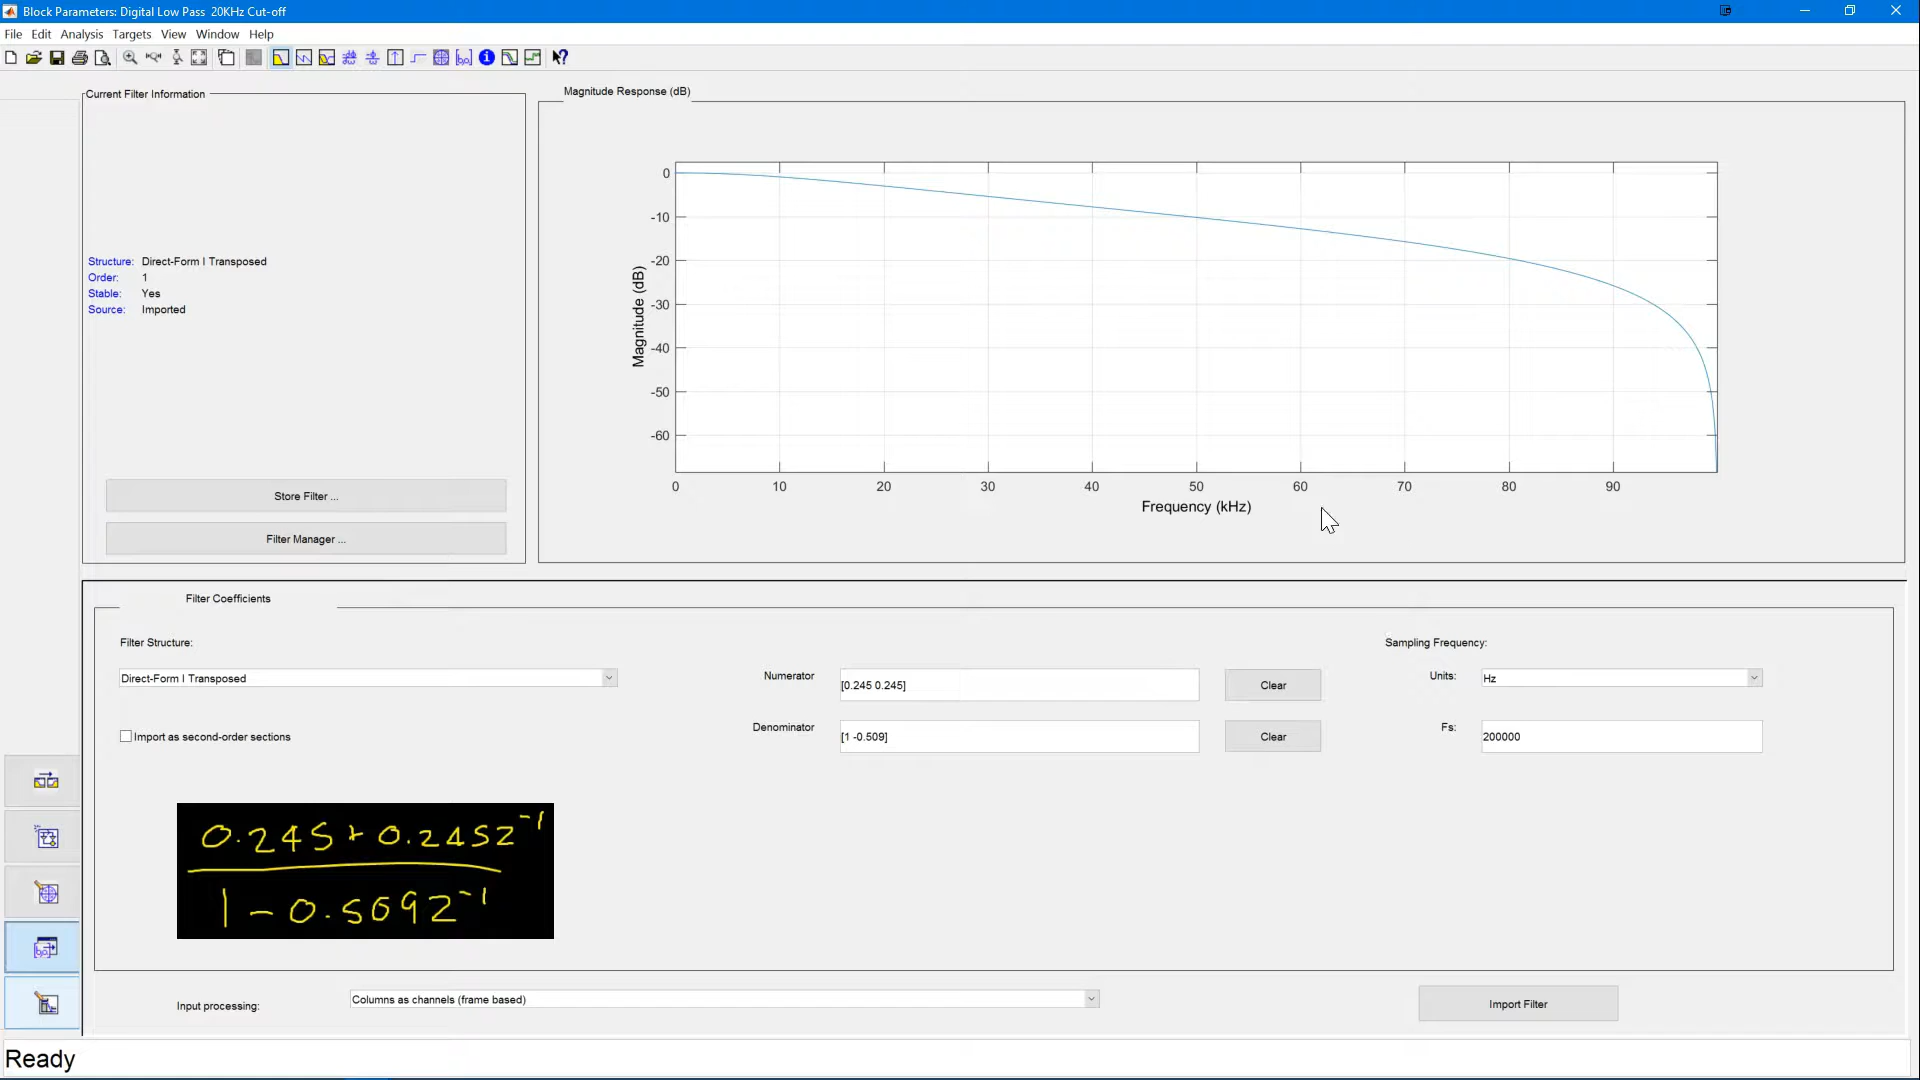 Block Parameters: Digital Low Pass  20KHz Cut-off
File Edit Analysis Targets View Window Help
Current Filter Information
Structure: Direct-Form I Transposed
Order: 1
Stable: Yes
Source: Imported
Store Filter ...
Filter Manager ...
Magnitude Response (dB)
Magnitude (dB)
0
-10
-20
-30
-40
-50
-60
0 10 20 30 40 50 60 70 80 90
Frequency (kHz)
Filter Coefficients
Filter Structure:
Direct-Form I Transposed
Import as second-order sections
Numerator [0.245 0.245] Clear
Denominator [1 -0.509] Clear
Sampling Frequency:
Units: Hz
Fs: 200000
0.245+0.245z⁻¹
1-0.509z⁻¹
Input processing: Columns as channels (frame based)
Import Filter
Ready